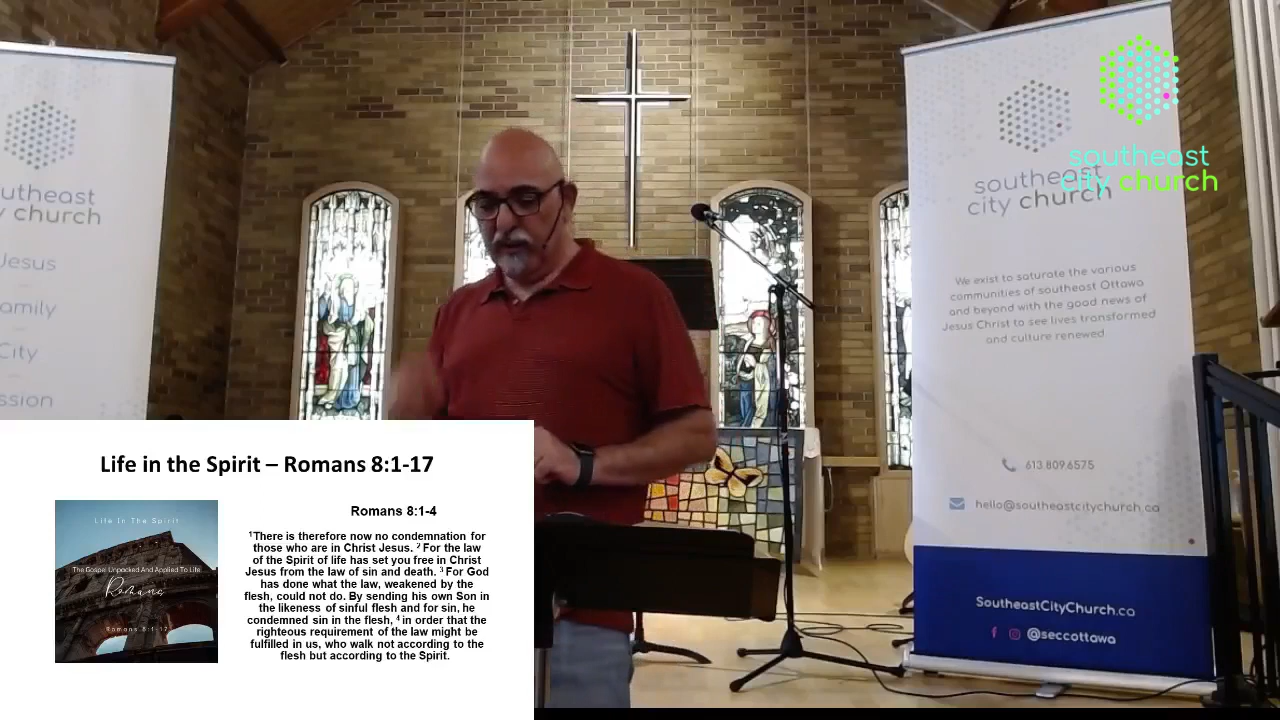 utheast
y church
Jesus
amily
City
ssion
southeast
city church
southeast
city church
We exist to saturate the various
communities of southeast Ottawa
and beyond with the good news of
Jesus Christ to see lives transformed
and culture renewed
613.809.6575
hello@southeastcitychurch.ca
SoutheastCityChurch.ca
@seccottawa
Life in the Spirit – Romans 8:1-17
Life In The Spirit
The Gospel Unpacked And Applied To Life
Romans
Romans 8:1-17
Romans 8:1-4
1There is therefore now no condemnation for
those who are in Christ Jesus. 2 For the law
of the Spirit of life has set you free in Christ
Jesus from the law of sin and death. 3 For God
has done what the law, weakened by the
flesh, could not do. By sending his own Son in
the likeness of sinful flesh and for sin, he
condemned sin in the flesh, 4 in order that the
righteous requirement of the law might be
fulfilled in us, who walk not according to the
flesh but according to the Spirit.